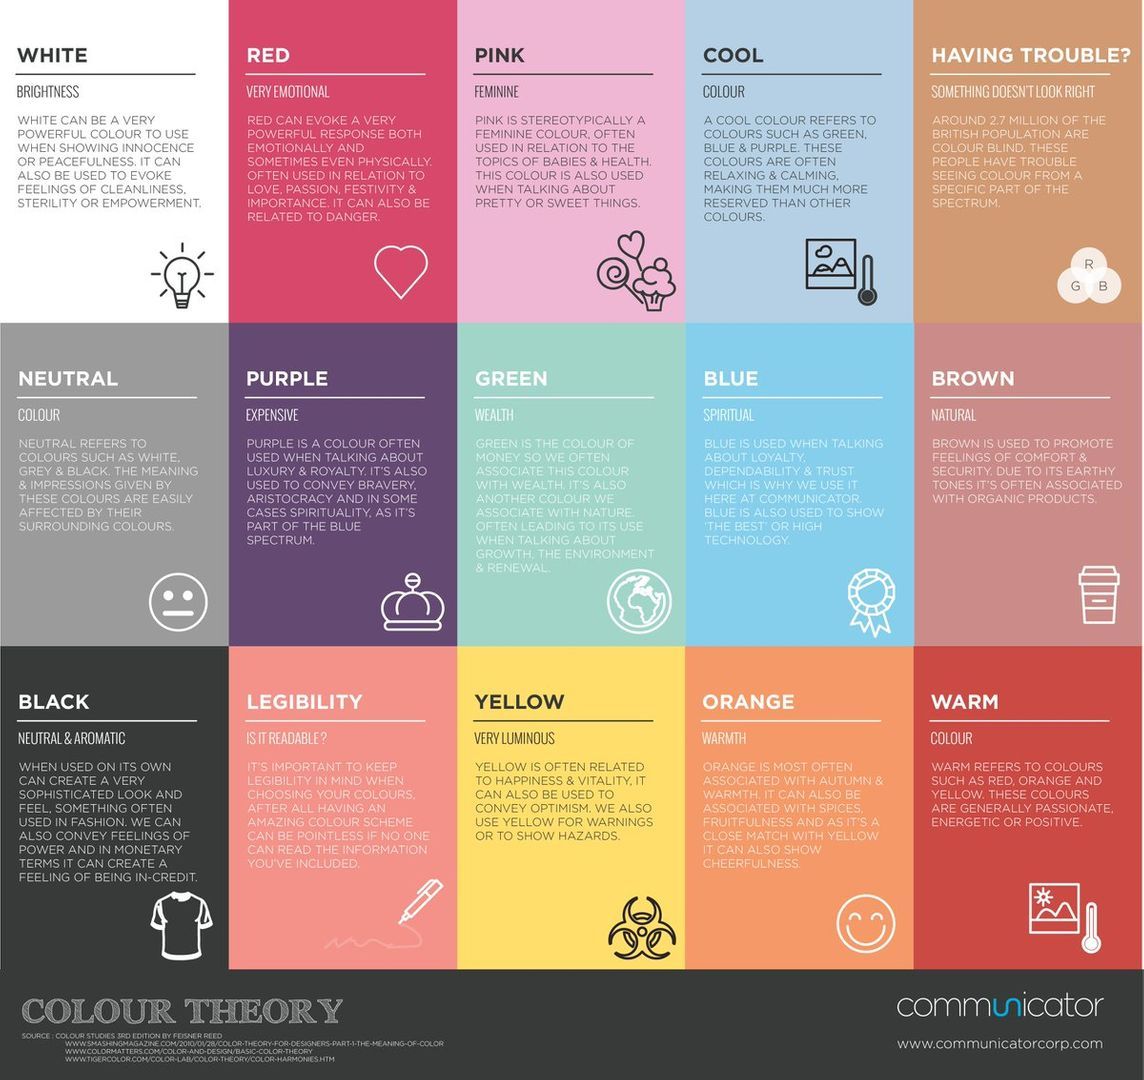 WHITE
BRIGHTNESS
WHITE CAN BE A VERY
POWERFUL COLOUR TO USE
WHEN SHOWING INNOCENCE
OR PEACEFULNESS. IT CAN
ALSO BE USED TO EVOKE
FEELINGS OF CLEANLINESS,
STERILITY OR EMPOWERMENT.
RED
VERY EMOTIONAL
RED CAN EVOKE A VERY
POWERFUL RESPONSE BOTH
EMOTIONALLY AND
SOMETIMES EVEN PHYSICALLY.
OFTEN USED IN RELATION TO
LOVE, PASSION, FESTIVITY &
IMPORTANCE. IT CAN ALSO BE
RELATED TO DANGER.
PINK
FEMININE
PINK IS STEREOTYPICALLY A
FEMININE COLOUR, OFTEN
USED IN RELATION TO THE
TOPICS OF BABIES & HEALTH.
THIS COLOUR IS ALSO USED
WHEN TALKING ABOUT
PRETTY OR SWEET THINGS.
COOL
COLOUR
A COOL COLOUR REFERS TO
COLOURS SUCH AS GREEN,
BLUE & PURPLE. THESE
COLOURS ARE OFTEN
RELAXING & CALMING,
MAKING THEM MUCH MORE
RESERVED THAN OTHER
COLOURS.
HAVING TROUBLE?
SOMETHING DOESN'T LOOK RIGHT
AROUND 2.7 MILLION OF THE
BRITISH POPULATION ARE
COLOUR BLIND. THESE
PEOPLE HAVE TROUBLE
SEEING COLOUR FROM A
SPECIFIC PART OF THE
SPECTRUM.
R
G B
NEUTRAL
COLOUR
NEUTRAL REFERS TO
COLOURS SUCH AS WHITE,
GREY & BLACK. THE MEANING
& IMPRESSIONS GIVEN BY
THESE COLOURS ARE EASILY
AFFECTED BY THEIR
SURROUNDING COLOURS.
PURPLE
EXPENSIVE
PURPLE IS A COLOUR OFTEN
USED WHEN TALKING ABOUT
LUXURY & ROYALTY. IT'S ALSO
USED TO CONVEY BRAVERY,
ARISTOCRACY AND IN SOME
CASES SPIRITUALITY, AS IT'S
PART OF THE BLUE
SPECTRUM.
GREEN
WEALTH
GREEN IS THE COLOUR OF
MONEY SO WE OFTEN
ASSOCIATE THIS COLOUR
WITH WEALTH. IT'S ALSO
ANOTHER COLOUR WE
ASSOCIATE WITH NATURE.
OFTEN LEADING TO ITS USE
WHEN TALKING ABOUT
GROWTH, THE ENVIRONMENT
& RENEWAL.
BLUE
SPIRITUAL
BLUE IS USED WHEN TALKING
ABOUT LOYALTY,
DEPENDABILITY & TRUST
WHICH IS WHY WE USE IT
HERE AT COMMUNICATOR.
BLUE IS ALSO USED TO SHOW
'THE BEST' OR HIGH
TECHNOLOGY.
BROWN
NATURAL
BROWN IS USED TO PROMOTE
FEELINGS OF COMFORT &
SECURITY. DUE TO ITS EARTHY
TONES IT'S OFTEN ASSOCIATED
WITH ORGANIC PRODUCTS.
BLACK
NEUTRAL & AROMATIC
WHEN USED ON ITS OWN
CAN CREATE A VERY
SOPHISTICATED LOOK AND
FEEL, SOMETHING OFTEN
USED IN FASHION. WE CAN
ALSO CONVEY FEELINGS OF
POWER AND IN MONETARY
TERMS IT CAN CREATE A
FEELING OF BEING IN-CREDIT.
LEGIBILITY
IS IT READABLE?
IT'S IMPORTANT TO KEEP
LEGIBILITY IN MIND WHEN
CHOOSING YOUR COLOURS,
AFTER ALL HAVING AN
AMAZING COLOUR SCHEME
CAN BE POINTLESS IF NO ONE
CAN READ THE INFORMATION
YOU'VE INCLUDED.
YELLOW
VERY LUMINOUS
YELLOW IS OFTEN RELATED
TO HAPPINESS & VITALITY, IT
CAN ALSO BE USED TO
CONVEY OPTIMISM. WE ALSO
USE YELLOW FOR WARNINGS
OR TO SHOW HAZARDS.
ORANGE
WARMTH
ORANGE IS MOST OFTEN
ASSOCIATED WITH AUTUMN &
WARMTH. IT CAN ALSO BE
ASSOCIATED WITH SPICES,
FRUITFULNESS AND AS IT'S A
CLOSE MATCH WITH YELLOW
IT CAN ALSO SHOW
CHEERFULNESS.
WARM
COLOUR
WARM REFERS TO COLOURS
SUCH AS RED, ORANGE AND
YELLOW. THESE COLOURS
ARE GENERALLY PASSIONATE,
ENERGETIC OR POSITIVE.
COLOUR THEORY
SOURCE : COLOUR STUDIES 3RD EDITION BY FEISNER REED
WWW.SMASHINGMAGAZINE.COM/2010/01/28/COLOR-THEORY-FOR-DESIGNERS-PART-1-THE-MEANING-OF-COLOR
WWW.COLORMATTERS.COM/COLOR-AND-DESIGN/BASIC-COLOR-THEORY
WWW.TIGERCOLOR.COM/COLOR-LAB/COLOR-THEORY/COLOR-HARMONIES.HTM
communicator
www.communicatorcorp.com